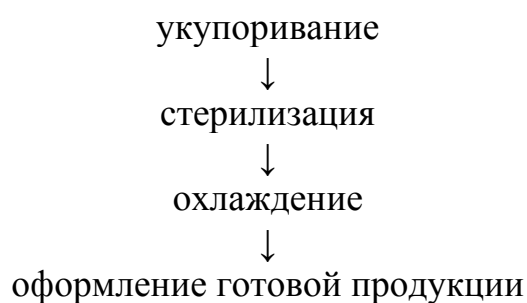 укупоривание
↓
стерилизация
↓
охлаждение
↓
оформление готовой продукции